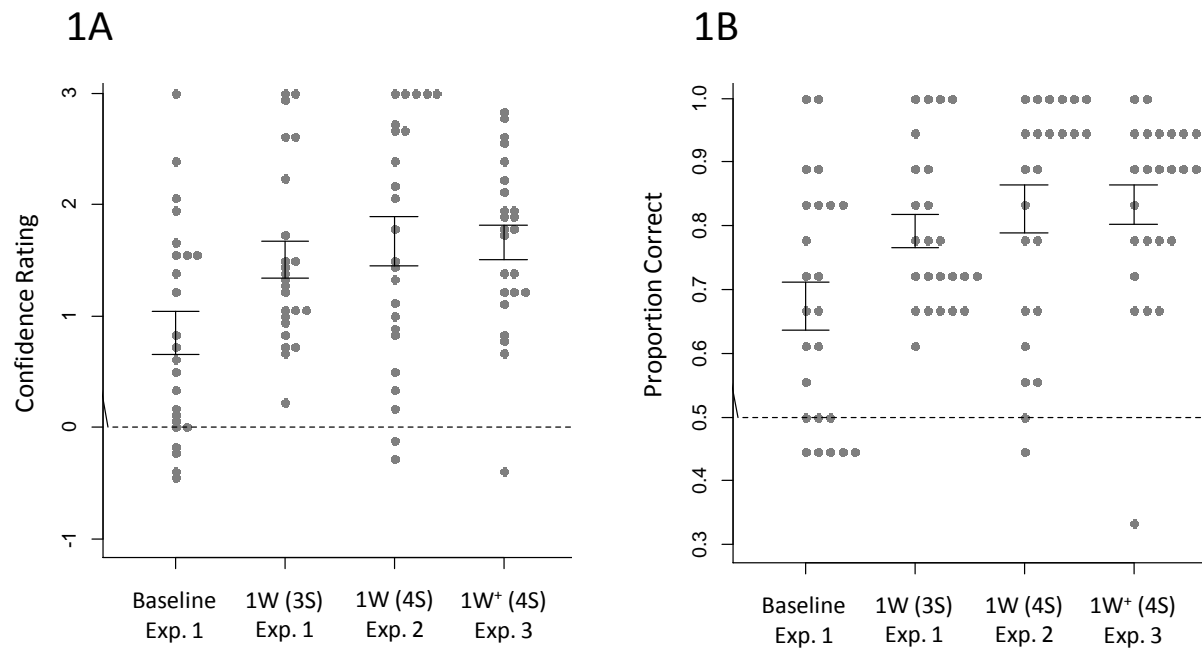 1A
Confidence Rating
3
2
1
0
-1
Baseline 1W (3S) 1W (4S) 1W⁺ (4S)
Exp. 1 Exp. 1 Exp. 2 Exp. 3
1B
Proportion Correct
1.0
0.9
0.8
0.7
0.6
0.5
0.4
0.3
Baseline 1W (3S) 1W (4S) 1W⁺ (4S)
Exp. 1 Exp. 1 Exp. 2 Exp. 3